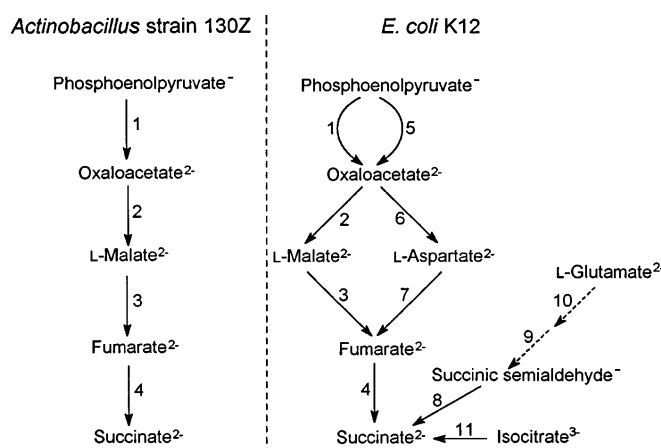 Actinobacillus strain 130Z
Phosphoenolpyruvate⁻
1
Oxaloacetate²⁻
2
L-Malate²⁻
3
Fumarate²⁻
4
Succinate²⁻
E. coli K12
Phosphoenolpyruvate⁻
1 5
Oxaloacetate²⁻
2 6
L-Malate²⁻ L-Aspartate²⁻
L-Glutamate²⁻
3 7
10
9
Fumarate²⁻
Succinic semialdehyde⁻
4 8
Succinate²⁻ 11 Isocitrate³⁻